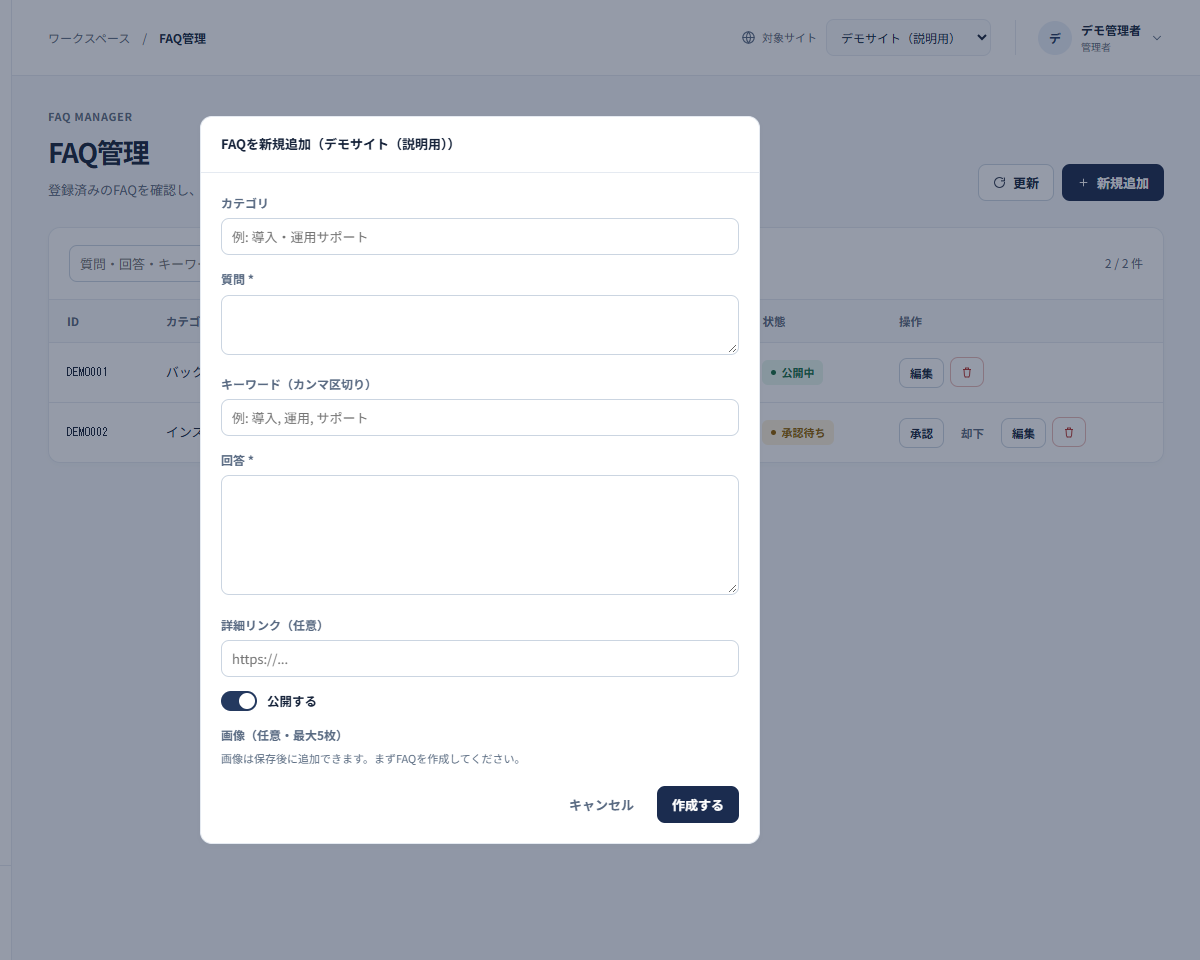 ワークスペース / FAQ管理
対象サイト
デモサイト（説明用）
デ
デモ管理者
管理者
FAQ MANAGER
FAQ管理
登録済みのFAQを確認し、
更新
+ 新規追加
質問・回答・キーワ
2 / 2 件
ID
カテゴ
状態
操作
DEMO001
バック
公開中
編集
DEMO002
インス
承認待ち
承認
却下
編集
FAQを新規追加（デモサイト（説明用））
カテゴリ
例: 導入・運用サポート
質問 *
キーワード（カンマ区切り）
例: 導入, 運用, サポート
回答 *
詳細リンク（任意）
https://...
公開する
画像（任意・最大5枚）
画像は保存後に追加できます。まずFAQを作成してください。
キャンセル
作成する